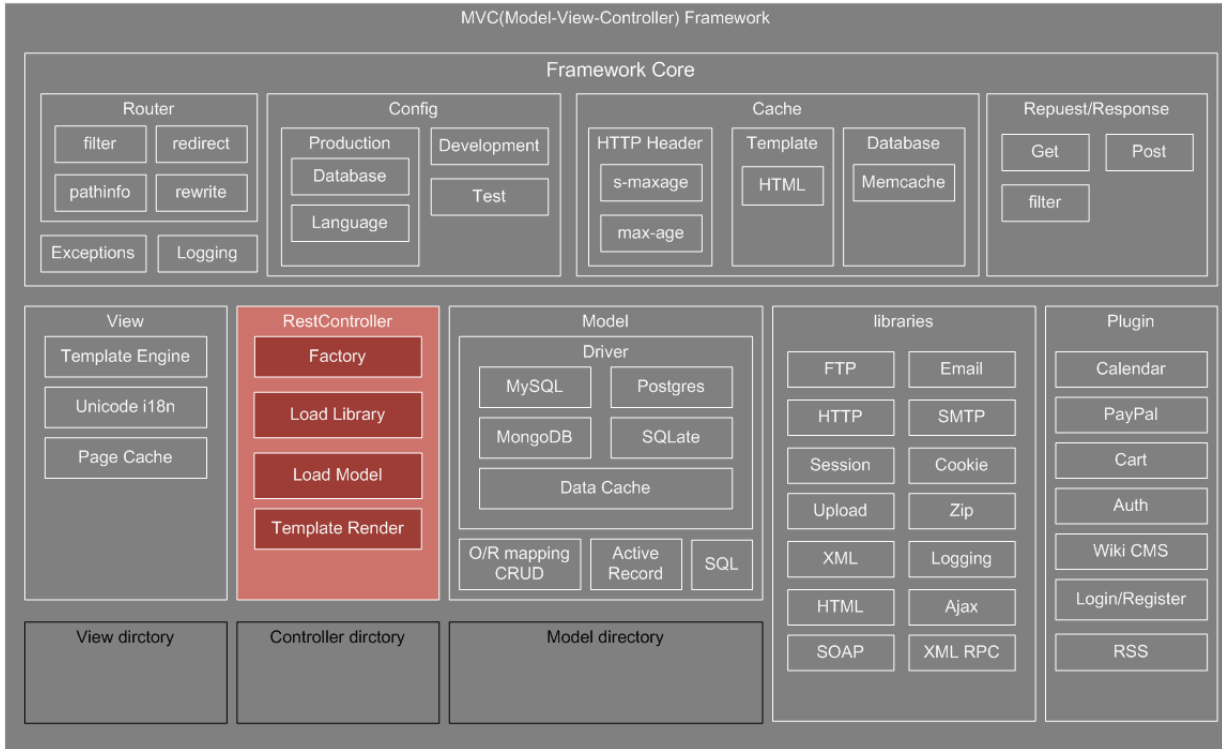 MVC(Model-View-Controller) Framework
Framework Core
Router
filter
redirect
pathinfo
rewrite
Exceptions
Logging
Config
Production
Database
Language
Development
Test
Cache
HTTP Header
s-maxage
max-age
Template
HTML
Database
Memcache
Repuest/Response
Get
Post
filter
View
Template Engine
Unicode i18n
Page Cache
RestController
Factory
Load Library
Load Model
Template Render
Model
Driver
MySQL
Postgres
MongoDB
SQLate
Data Cache
O/R mapping
CRUD
Active
Record
SQL
libraries
FTP
Email
HTTP
SMTP
Session
Cookie
Upload
Zip
XML
Logging
HTML
Ajax
SOAP
XML RPC
Plugin
Calendar
PayPal
Cart
Auth
Wiki CMS
Login/Register
RSS
View dirctory
Controller dirctory
Model directory